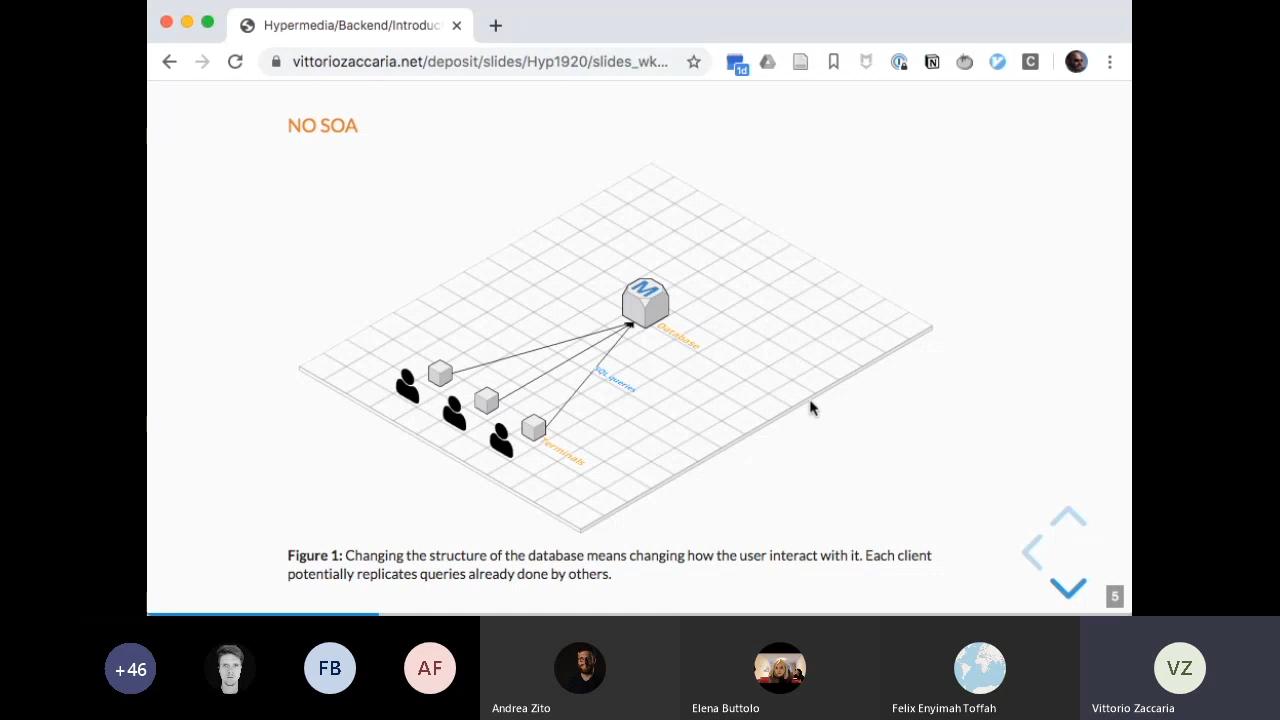 Hypermedia/Backend/Introduc
vittoriozaccaria.net/deposit/slides/Hyp1920/slides_wk...
1d
N
C
NO SOA
M
Database
SQL queries
Terminals
Figure 1: Changing the structure of the database means changing how the user interact with it. Each client
potentially replicates queries already done by others.
5
+46
FB
AF
VZ
Andrea Zito
Elena Buttolo
Felix Enyimah Toffah
Vittorio Zaccaria